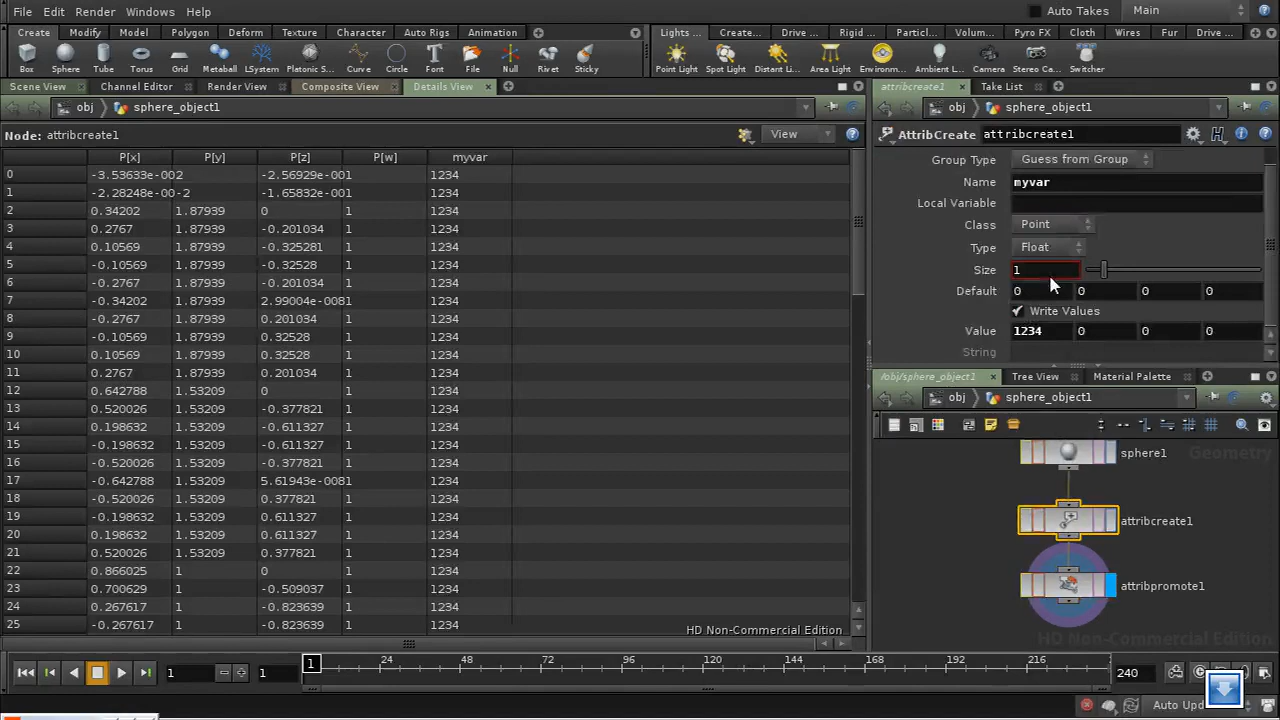 File Edit Render Windows Help Auto Takes Main
Create Modify Model Polygon Deform Texture Character Auto Rigs Animation Lights ... Create... Drive ... Rigid ... Particl... Volum... Pyro FX Cloth Wires Fur Drive ...
Box Sphere Tube Torus Grid Metaball LSystem Platonic S... Curve Circle Font File Null Rivet Sticky Point Light Spot Light Distant Li... Area Light Environm... Ambient L... Camera Stereo Ca... Switcher
Scene View Channel Editor Render View Composite View Details View
obj sphere_object1
Node: attribcreate1 View
P[x] P[y] P[z] P[w] myvar
0 -3.53633e-002 -2.56929e-001 1234
1 -2.28248e-00-2 -1.65832e-001 1234
2 0.34202 1.87939 0 1 1234
3 0.2767 1.87939 -0.201034 1 1234
4 0.10569 1.87939 -0.325281 1 1234
5 -0.10569 1.87939 -0.32528 1 1234
6 -0.2767 1.87939 -0.201034 1 1234
7 -0.34202 1.87939 2.99004e-0081 1234
8 -0.2767 1.87939 0.201034 1 1234
9 -0.10569 1.87939 0.32528 1 1234
10 0.10569 1.87939 0.32528 1 1234
11 0.2767 1.87939 0.201034 1 1234
12 0.642788 1.53209 0 1 1234
13 0.520026 1.53209 -0.377821 1 1234
14 0.198632 1.53209 -0.611327 1 1234
15 -0.198632 1.53209 -0.611327 1 1234
16 -0.520026 1.53209 -0.377821 1 1234
17 -0.642788 1.53209 5.61943e-0081 1234
18 -0.520026 1.53209 0.377821 1 1234
19 -0.198632 1.53209 0.611327 1 1234
20 0.198632 1.53209 0.611327 1 1234
21 0.520026 1.53209 0.377821 1 1234
22 0.866025 1 0 1 1234
23 0.700629 1 -0.509037 1 1234
24 0.267617 1 -0.823639 1 1234
25 -0.267617 1 -0.823639 1 1234
HD Non-Commercial Edition
attribcreate1 Take List
obj sphere_object1
AttribCreate attribcreate1
Group Type Guess from Group
Name myvar
Local Variable
Class Point
Type Float
Size 1
Default 0 0 0 0
Write Values
Value 1234 0 0 0
String
/obj/sphere_object1 Tree View Material Palette
obj sphere_object1
Geometry
sphere1
attribcreate1
attribpromote1
HD Non-Commercial Edition
1 1 1 24 48 72 96 120 144 168 192 216 240
Auto Upd